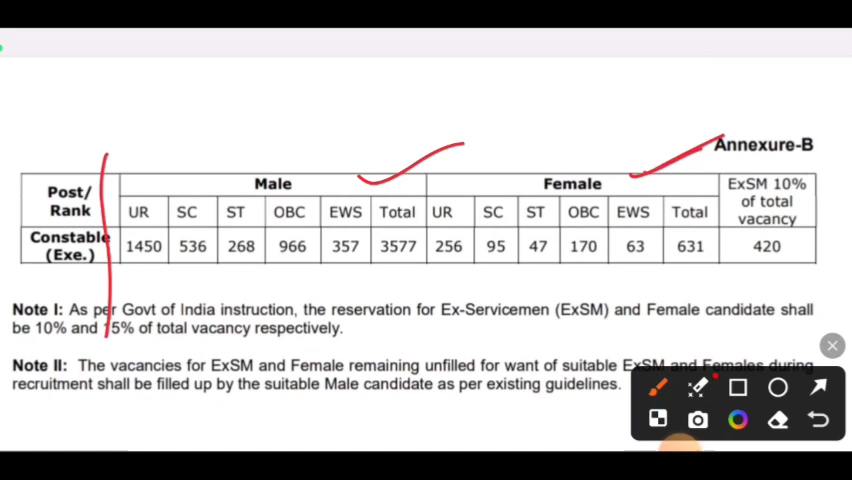 Annexure-B
Post/ Rank Male Female ExSM 10% of total vacancy
UR SC ST OBC EWS Total UR SC ST OBC EWS Total
Constable (Exe.) 1450 536 268 966 357 3577 256 95 47 170 63 631 420
Note I: As per Govt of India instruction, the reservation for Ex-Servicemen (ExSM) and Female candidate shall
be 10% and 15% of total vacancy respectively.
Note II: The vacancies for ExSM and Female remaining unfilled for want of suitable ExSM and Females during
recruitment shall be filled up by the suitable Male candidate as per existing guidelines.